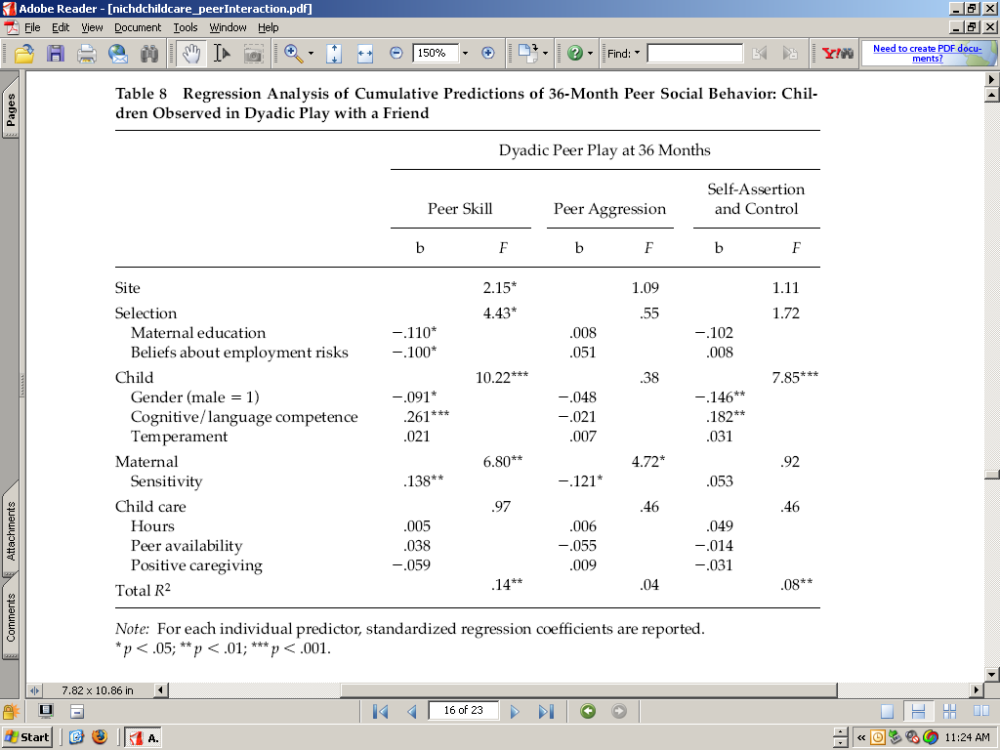 Adobe Reader - [nichdchildcare_peerInteraction.pdf]
File Edit View Document Tools Window Help
150% Find: Y! Need to create PDF docu-
ments?
Pages
Attachments
Comments
Table 8 Regression Analysis of Cumulative Predictions of 36-Month Peer Social Behavior: Chil-
dren Observed in Dyadic Play with a Friend
Dyadic Peer Play at 36 Months
Self-Assertion
Peer Skill Peer Aggression and Control
b F b F b F
Site 2.15* 1.09 1.11
Selection 4.43* .55 1.72
Maternal education −.110* .008 −.102
Beliefs about employment risks −.100* .051 .008
Child 10.22*** .38 7.85***
Gender (male = 1) −.091* −.048 −.146**
Cognitive/language competence .261*** −.021 .182**
Temperament .021 .007 .031
Maternal 6.80** 4.72* .92
Sensitivity .138** −.121* .053
Child care .97 .46 .46
Hours .005 .006 .049
Peer availability .038 −.055 −.014
Positive caregiving −.059 .009 −.031
Total R² .14** .04 .08**
Note: For each individual predictor, standardized regression coefficients are reported.
*p < .05; **p < .01; ***p < .001.
7.82 x 10.86 in
16 of 23
Start A. « 11:24 AM